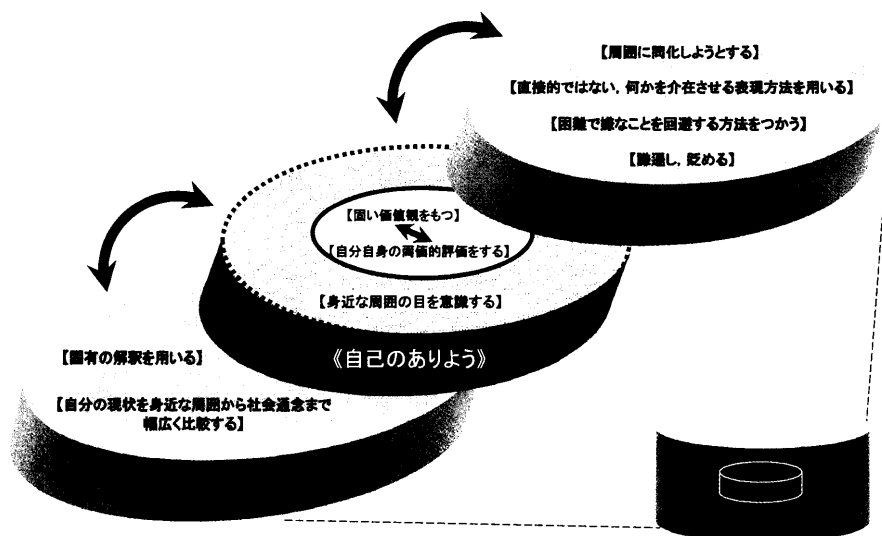 【周囲に同化しようとする】
【直接的ではない，何かを介在させる表現方法を用いる】
【困難で嫌なことを回避する方法をつかう】
【謙遜し，貶める】
【固い価値観をもつ】
【自分自身の両価的評価をする】
【身近な周囲の目を意識する】
《自己のありよう》
【固有の解釈を用いる】
【自分の現状を身近な周囲から社会通念まで
幅広く比較する】